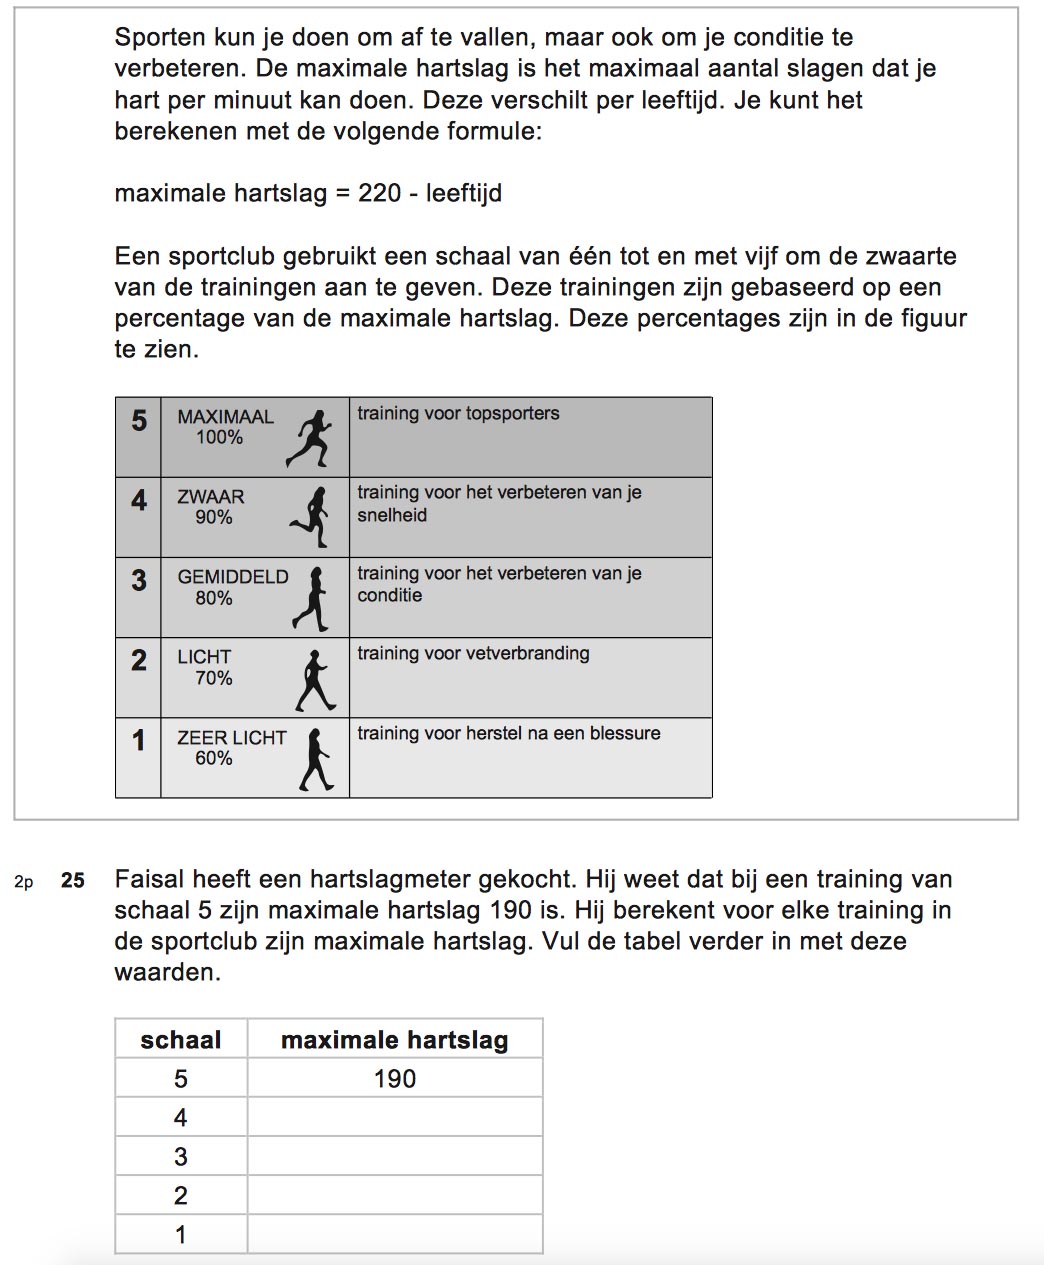 Sporten kun je doen om af te vallen, maar ook om je conditie te
verbeteren. De maximale hartslag is het maximaal aantal slagen dat je
hart per minuut kan doen. Deze verschilt per leeftijd. Je kunt het
berekenen met de volgende formule:
maximale hartslag = 220 - leeftijd
Een sportclub gebruikt een schaal van één tot en met vijf om de zwaarte
van de trainingen aan te geven. Deze trainingen zijn gebaseerd op een
percentage van de maximale hartslag. Deze percentages zijn in de figuur
te zien.
5 MAXIMAAL training voor topsporters
100%
4 ZWAAR training voor het verbeteren van je
90% snelheid
3 GEMIDDELD training voor het verbeteren van je
80% conditie
2 LICHT training voor vetverbranding
70%
1 ZEER LICHT training voor herstel na een blessure
60%
2p 25 Faisal heeft een hartslagmeter gekocht. Hij weet dat bij een training van
schaal 5 zijn maximale hartslag 190 is. Hij berekent voor elke training in
de sportclub zijn maximale hartslag. Vul de tabel verder in met deze
waarden.
schaal maximale hartslag
5 190
4
3
2
1